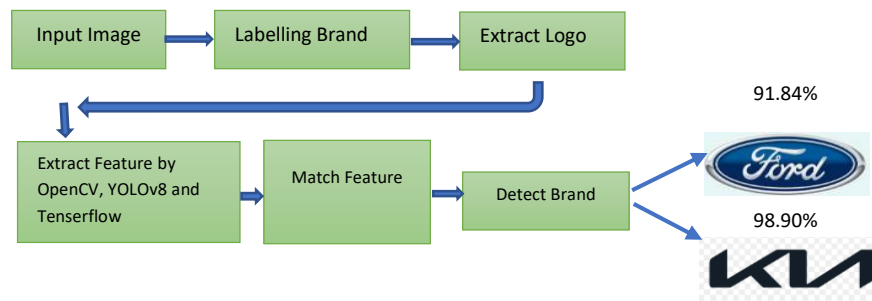 Input Image
Labelling Brand
Extract Logo
Extract Feature by
OpenCV, YOLOv8 and
Tenserflow
Match Feature
Detect Brand
91.84%
Ford
98.90%
KIA